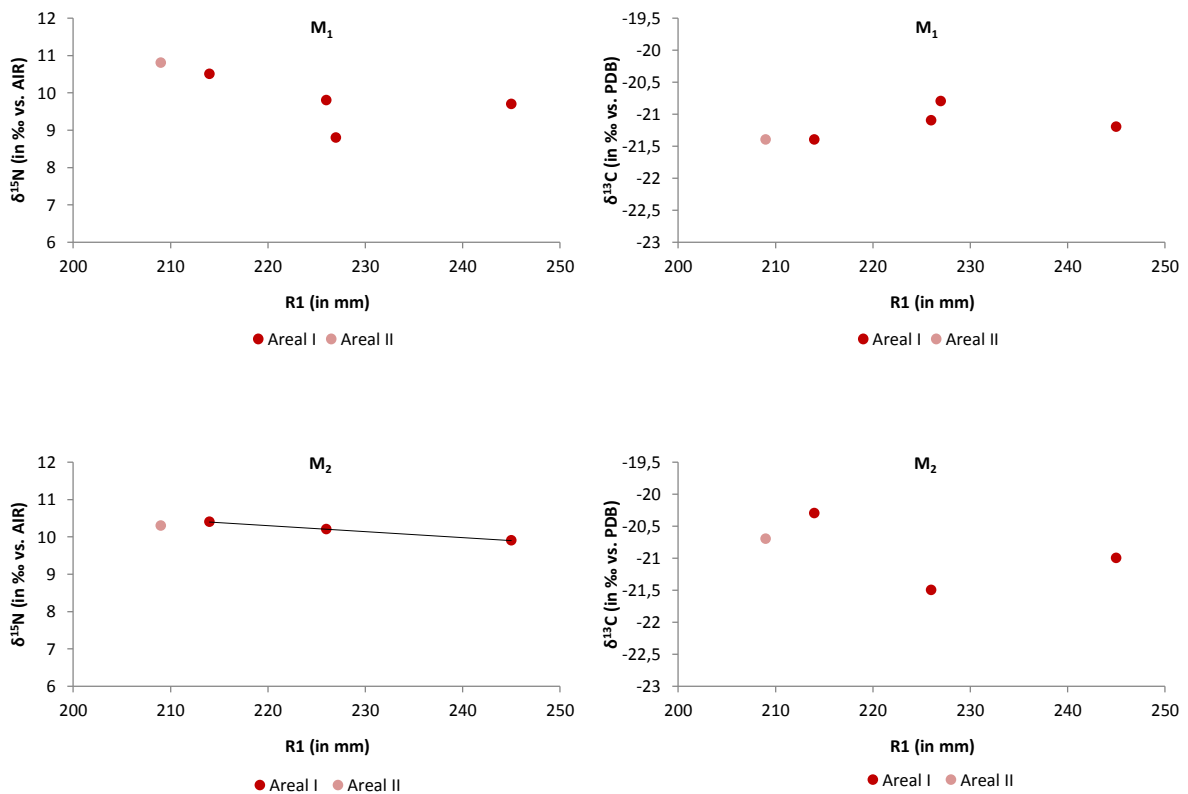 M₁
δ¹⁵N (in ‰ vs. AIR)
12
11
10
9
8
7
6
200 210 220 230 240 250
R1 (in mm)
Areal I Areal II
M₁
δ¹³C (in ‰ vs. PDB)
-19,5
-20
-20,5
-21
-21,5
-22
-22,5
-23
200 210 220 230 240 250
R1 (in mm)
Areal I Areal II
M₂
δ¹⁵N (in ‰ vs. AIR)
12
11
10
9
8
7
6
200 210 220 230 240 250
R1 (in mm)
Areal I Areal II
M₂
δ¹³C (in ‰ vs. PDB)
-19,5
-20
-20,5
-21
-21,5
-22
-22,5
-23
200 210 220 230 240 250
R1 (in mm)
Areal I Areal II